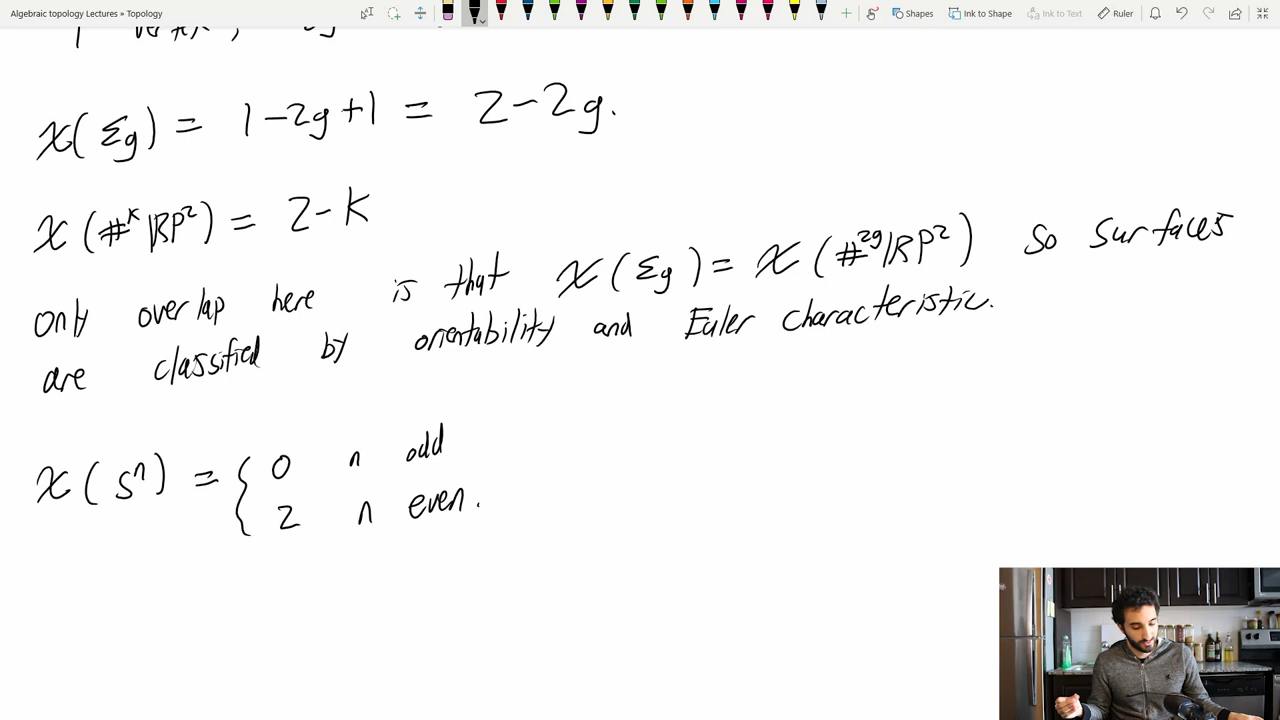 Algebraic topology Lectures » Topology
Shapes
Ink to Shape
Ink to Text
Ruler
χ(Σg) = 1-2g+1 = 2-2g.
χ(#ᵏ RP²) = 2-k
only overlap here is that χ(Σg) = χ(#²ᵍ RP²) so surfaces
are classified by orientability and Euler characteristic.
χ(Sⁿ) = { 0 n odd
2 n even.